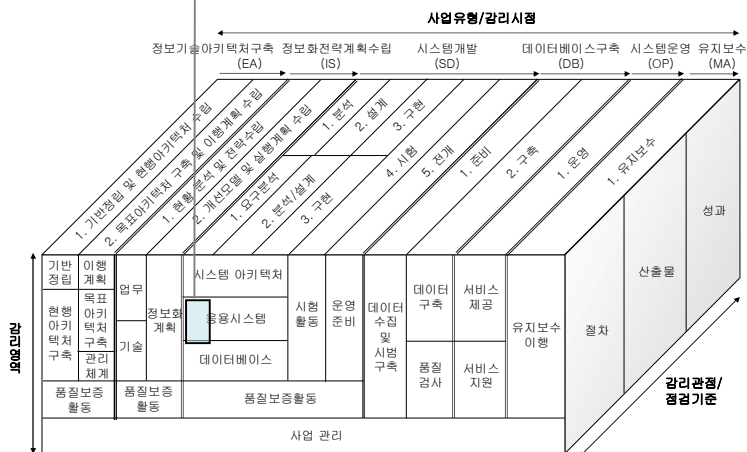 사업유형/감리시점
정보기술아키텍처구축 정보화전략계획수립 시스템개발 데이터베이스구축 시스템운영 유지보수
(EA) (IS) (SD) (DB) (OP) (MA)
1. 기반정립 및 현행아키텍처 수립
2. 목표아키텍처 구축 및 이행계획 수립
1. 현황 분석 및 전략수립
2. 개선모델 및 실행계획 수립
1. 분석
2. 설계
3. 구현
1. 요구분석
2. 분석/설계
3. 구현
4. 시험
5. 전개
1. 준비
2. 구축
1. 운영
1. 유지보수
감리영역
기반
정립
이행
계획
현행
아키
텍처
구축
목표
아키
텍처
구축
관리
체계
품질보증
활동
업무
기술
정보화
계획
품질보증
활동
시스템 아키텍처
응용시스템
데이터베이스
시험
활동
운영
준비
품질보증활동
데이터
수집
및
시범
구축
데이터
구축
품질
검사
서비스
제공
서비스
지원
유지보수
이행
사업 관리
절차
산출물
성과
감리관점/
점검기준